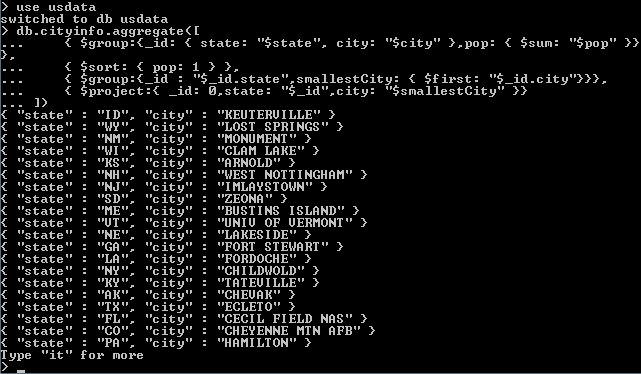 > use usdata
switched to db usdata
> db.cityinfo.aggregate([
...     { $group:{_id: { state: "$state", city: "$city" },pop: { $sum: "$pop" }}
},
...     { $sort: { pop: 1 } },
...     { $group:{_id : "$_id.state",smallestCity: { $first: "$_id.city"}}},
...     { $project:{ _id: 0,state: "$_id",city: "$smallestCity" }}
... ])
{ "state" : "ID", "city" : "KEUTERVILLE" }
{ "state" : "WY", "city" : "LOST SPRINGS" }
{ "state" : "NM", "city" : "MONUMENT" }
{ "state" : "WI", "city" : "CLAM LAKE" }
{ "state" : "KS", "city" : "ARNOLD" }
{ "state" : "NH", "city" : "WEST NOTTINGHAM" }
{ "state" : "NJ", "city" : "IMLAYSTOWN" }
{ "state" : "SD", "city" : "ZEONA" }
{ "state" : "ME", "city" : "BUSTINS ISLAND" }
{ "state" : "VT", "city" : "UNIV OF VERMONT" }
{ "state" : "NE", "city" : "LAKESIDE" }
{ "state" : "GA", "city" : "FORT STEWART" }
{ "state" : "LA", "city" : "FORDOCHE" }
{ "state" : "NY", "city" : "CHILDWOLD" }
{ "state" : "KY", "city" : "TATEVILLE" }
{ "state" : "AK", "city" : "CHEVAK" }
{ "state" : "TX", "city" : "ECLETO" }
{ "state" : "FL", "city" : "CECIL FIELD NAS" }
{ "state" : "CO", "city" : "CHEYENNE MTN AFB" }
{ "state" : "PA", "city" : "HAMILTON" }
Type "it" for more
> _